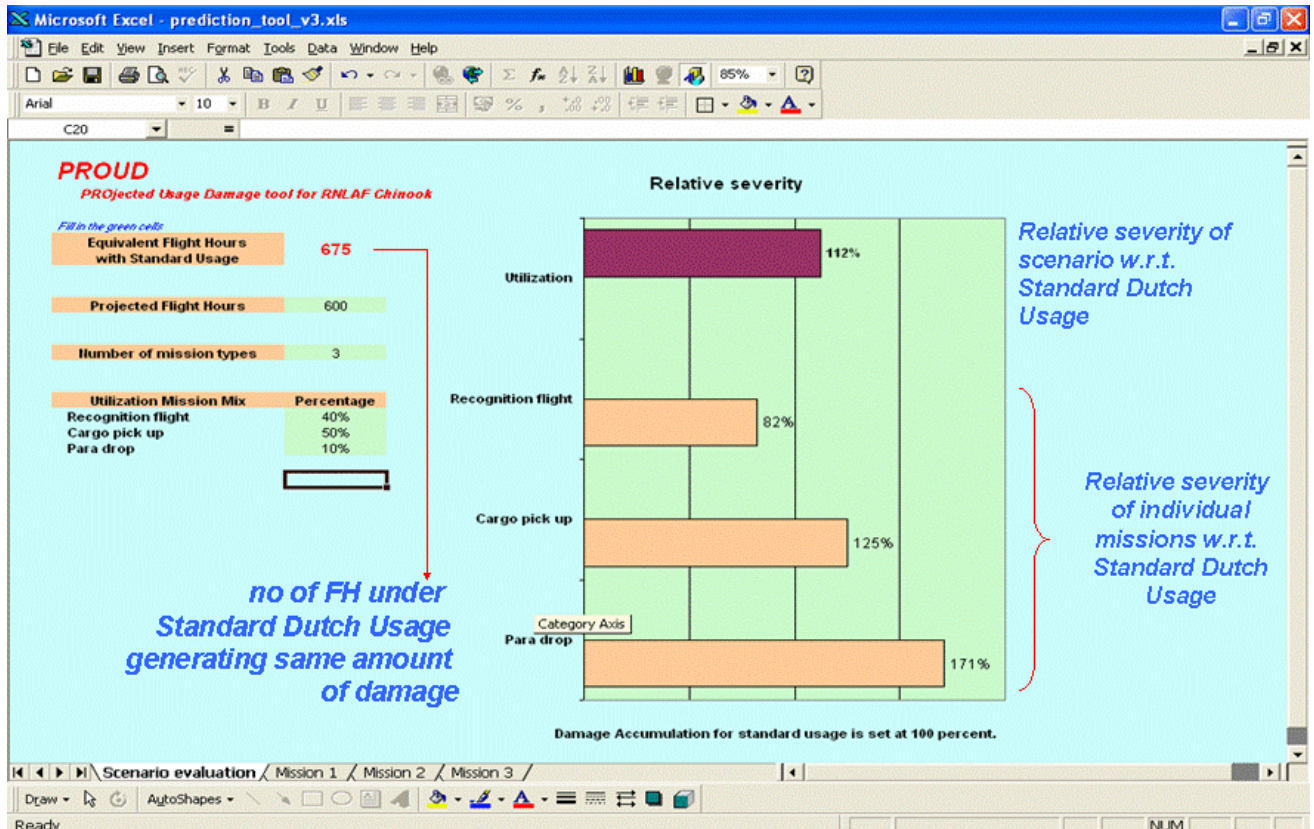 Microsoft Excel - prediction_tool_v3.xls
File Edit View Insert Format Tools Data Window Help
85%
Arial 10 B I U
C20 =
PROUD
PROjected Usage Damage tool for RNLAF Chinook
Fill in the green cells
Equivalent Flight Hours
with Standard Usage
675
Projected Flight Hours 600
Number of mission types 3
Utilization Mission Mix Percentage
Recognition flight 40%
Cargo pick up 50%
Para drop 10%
no of FH under
Standard Dutch Usage
generating same amount
of damage
Relative severity
Utilization 112%
Recognition flight 82%
Cargo pick up 125%
Category Axis
Para drop 171%
Damage Accumulation for standard usage is set at 100 percent.
Relative severity of
scenario w.r.t.
Standard Dutch
Usage
Relative severity
of individual
missions w.r.t.
Standard Dutch
Usage
Scenario evaluation / Mission 1 / Mission 2 / Mission 3 /
Draw AutoShapes
Ready NUM